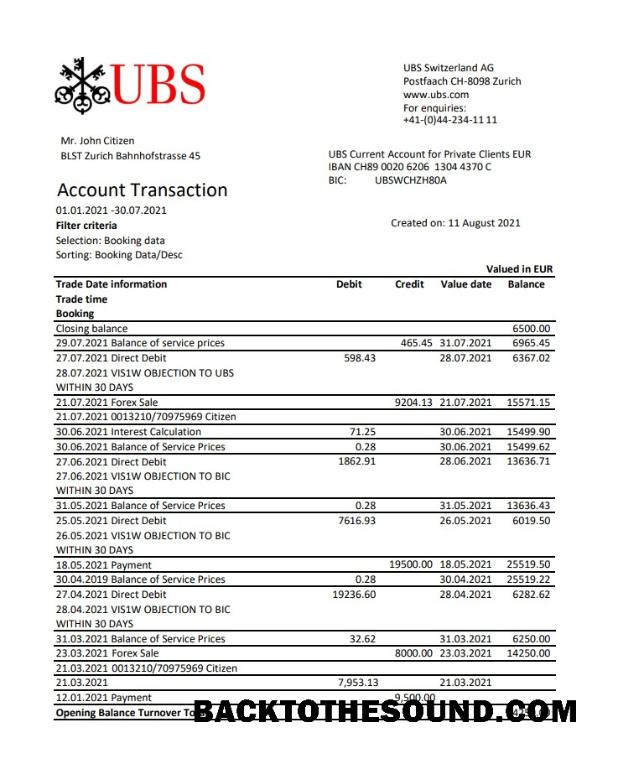 UBS
UBS Switzerland AG
Postfaach CH-8098 Zurich
www.ubs.com
For enquiries:
+41-(0)44-234-11 11
Mr. John Citizen
BLST Zurich Bahnhofstrasse 45
UBS Current Account for Private Clients EUR
IBAN CH89 0020 6206 1304 4370 C
BIC: UBSWCHZH80A
Account Transaction
01.01.2021 -30.07.2021
Created on: 11 August 2021
Filter criteria
Selection: Booking data
Sorting: Booking Data/Desc
Valued in EUR
Trade Date information Debit Credit Value date Balance
Trade time
Booking
Closing balance 6500.00
29.07.2021 Balance of service prices 465.45 31.07.2021 6965.45
27.07.2021 Direct Debit 598.43 28.07.2021 6367.02
28.07.2021 VIS1W OBJECTION TO UBS
WITHIN 30 DAYS
21.07.2021 Forex Sale 9204.13 21.07.2021 15571.15
21.07.2021 0013210/70975969 Citizen
30.06.2021 Interest Calculation 71.25 30.06.2021 15499.90
30.06.2021 Balance of Service Prices 0.28 30.06.2021 15499.62
27.06.2021 Direct Debit 1862.91 28.06.2021 13636.71
27.06.2021 VIS1W OBJECTION TO BIC
WITHIN 30 DAYS
31.05.2021 Balance of Service Prices 0.28 31.05.2021 13636.43
25.05.2021 Direct Debit 7616.93 26.05.2021 6019.50
26.05.2021 VIS1W OBJECTION TO BIC
WITHIN 30 DAYS
18.05.2021 Payment 19500.00 18.05.2021 25519.50
30.04.2019 Balance of Service Prices 0.28 30.04.2021 25519.22
27.04.2021 Direct Debit 19236.60 28.04.2021 6282.62
28.04.2021 VIS1W OBJECTION TO BIC
WITHIN 30 DAYS
31.03.2021 Balance of Service Prices 32.62 31.03.2021 6250.00
23.03.2021 Forex Sale 8000.00 23.03.2021 14250.00
21.03.2021 0013210/70975969 Citizen
21.03.2021 7,953.13 21.03.2021
12.01.2021 Payment 9,500.00
Opening Balance Turnover
BACKTOTHESOUND.COM